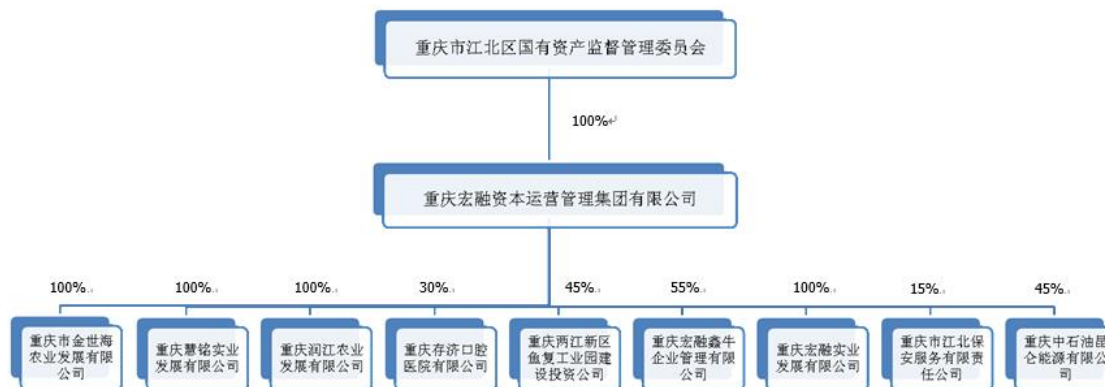 重庆市江北区国有资产监督管理委员会
100%↵
重庆宏融资本运营管理集团有限公司
100%
100%
100%
30%
45%
55%
100%
15%
45%
重庆市金世海
农业发展有限
公司
重庆慧铭实业
发展有限公司
重庆润江农业
发展有限公司
重庆存济口腔
医院有限公司
重庆两江新区
鱼复工业园建
设投资公司
重庆宏融鑫牛
企业管理有限
公司
重庆宏融实业
发展有限公司
重庆市江北保
安服务有限责
任公司
重庆中石油昆
仑能源有限公
司